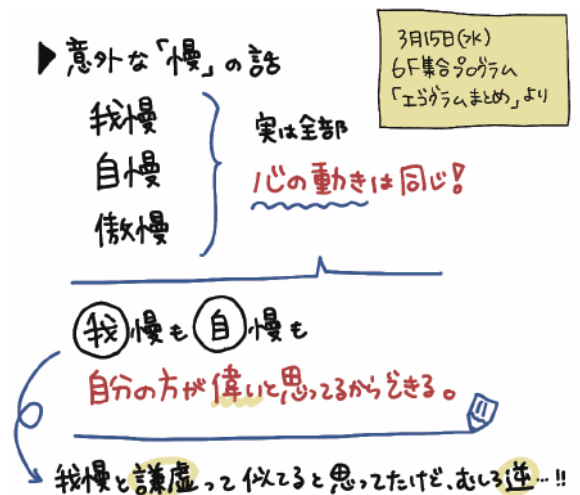 ▶意外な「慢」の話
3月15日(水)
6F集合プログラム
「エゴグラムまとめ」より
我慢
自慢
傲慢
実は全部
心の動きは同じ!
我慢も自慢も
自分の方が偉いと思ってるからできる。
我慢と謙虚って似てると思ってたけど、むしろ逆…!!